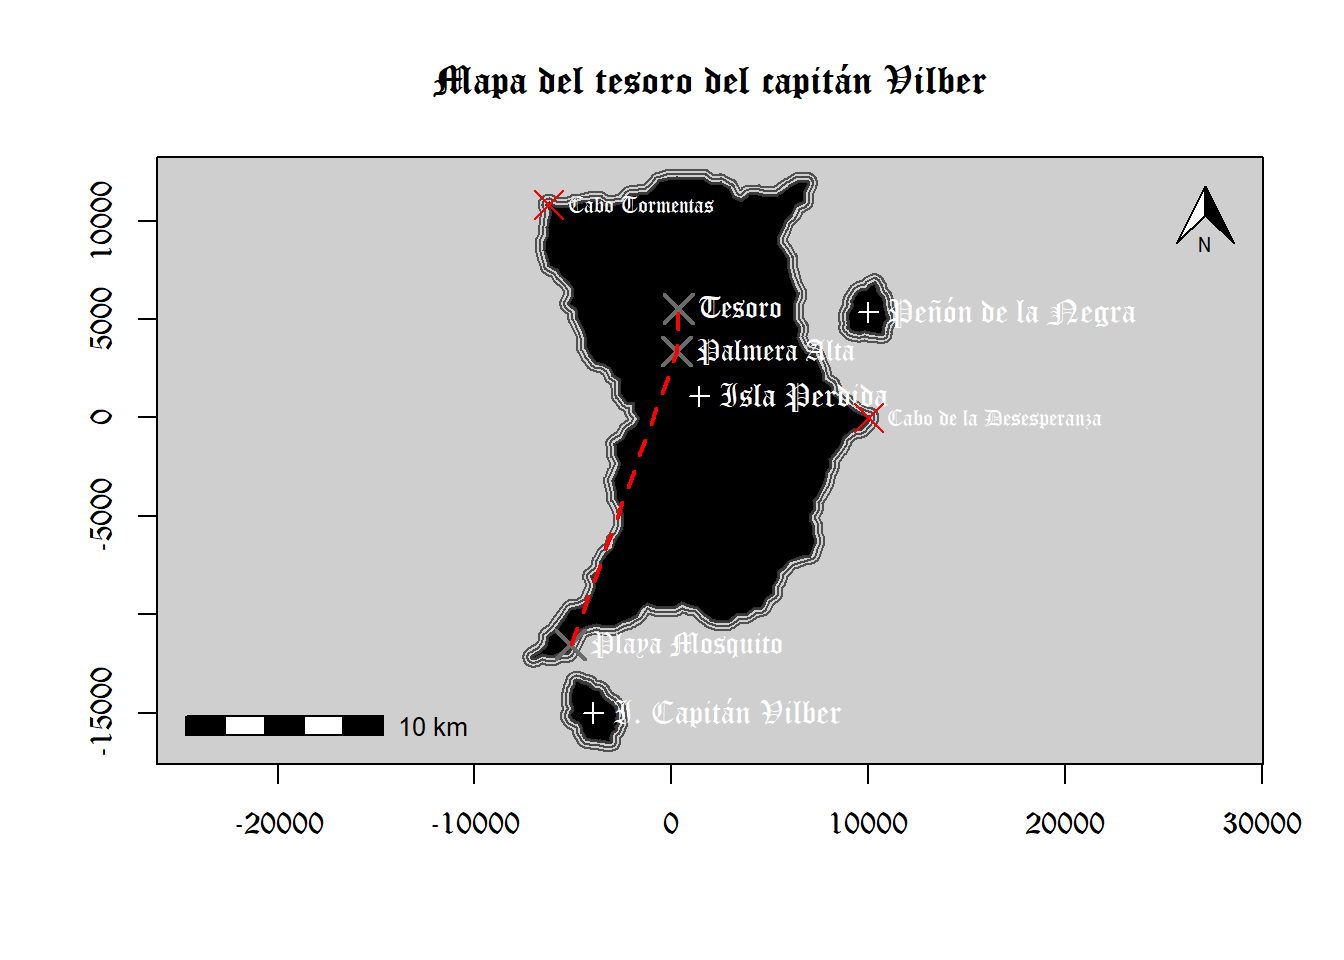 Mapa del tesoro del capitán Vilber
10000
5000
0
-5000
-15000
Cabo Tormentas
N
Tesoro
Peñón de la Negra
Palmera Alta
Isla Perdida
Cabo de la Desesperanza
Playa Mosquito
I. Capitán Vilber
10 km
-20000
-10000
0
10000
20000
30000